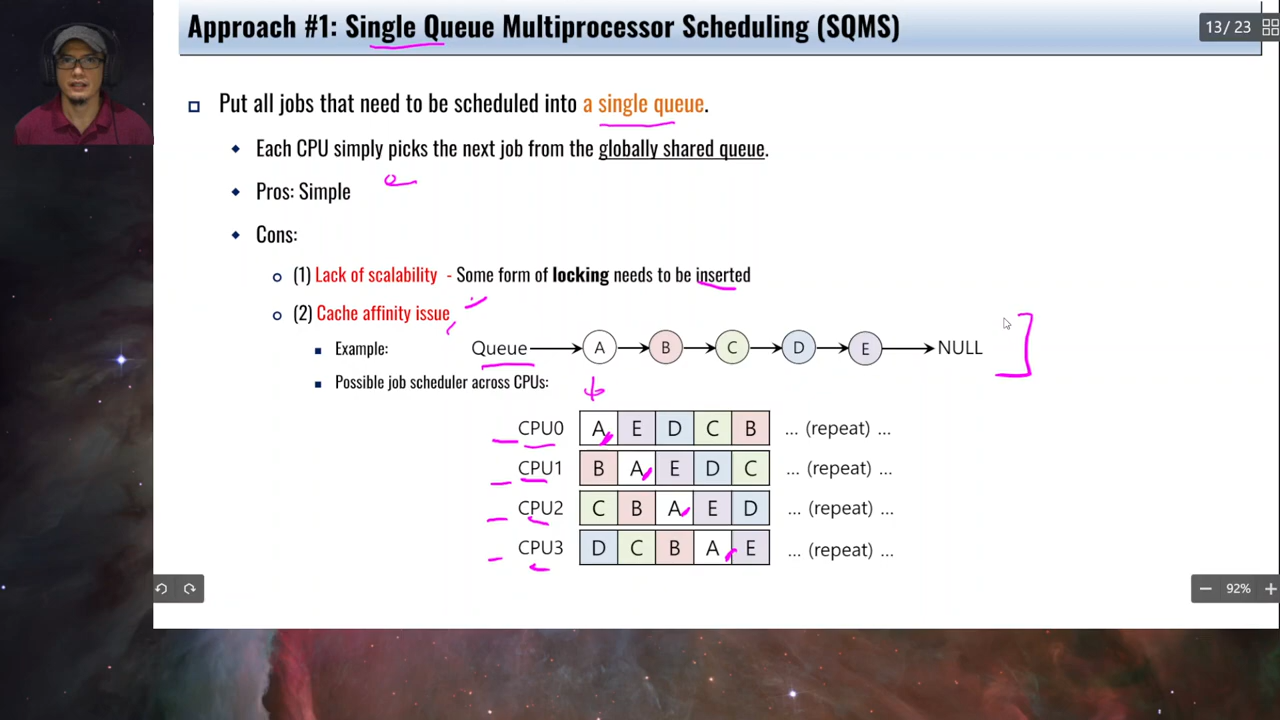 Approach #1: Single Queue Multiprocessor Scheduling (SQMS)
13 / 23
Put all jobs that need to be scheduled into a single queue.
Each CPU simply picks the next job from the globally shared queue.
Pros: Simple
Cons:
(1) Lack of scalability - Some form of locking needs to be inserted
(2) Cache affinity issue
Example:
Queue A B C D E NULL
Possible job scheduler across CPUs:
CPU0 A E D C B ... (repeat) ...
CPU1 B A E D C ... (repeat) ...
CPU2 C B A E D ... (repeat) ...
CPU3 D C B A E ... (repeat) ...
92%